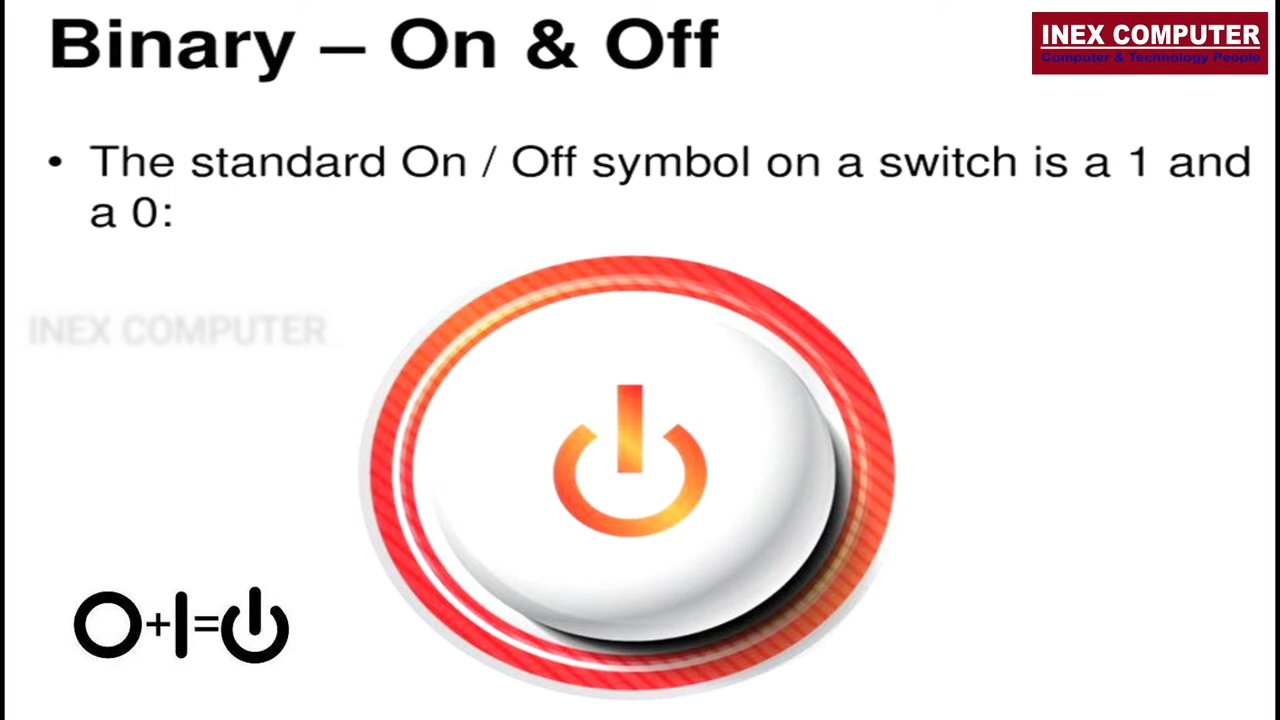 Binary – On & Off
INEX COMPUTER
Computer & Technology People
• The standard On / Off symbol on a switch is a 1 and
a 0:
INEX COMPUTER
O+I=⏻